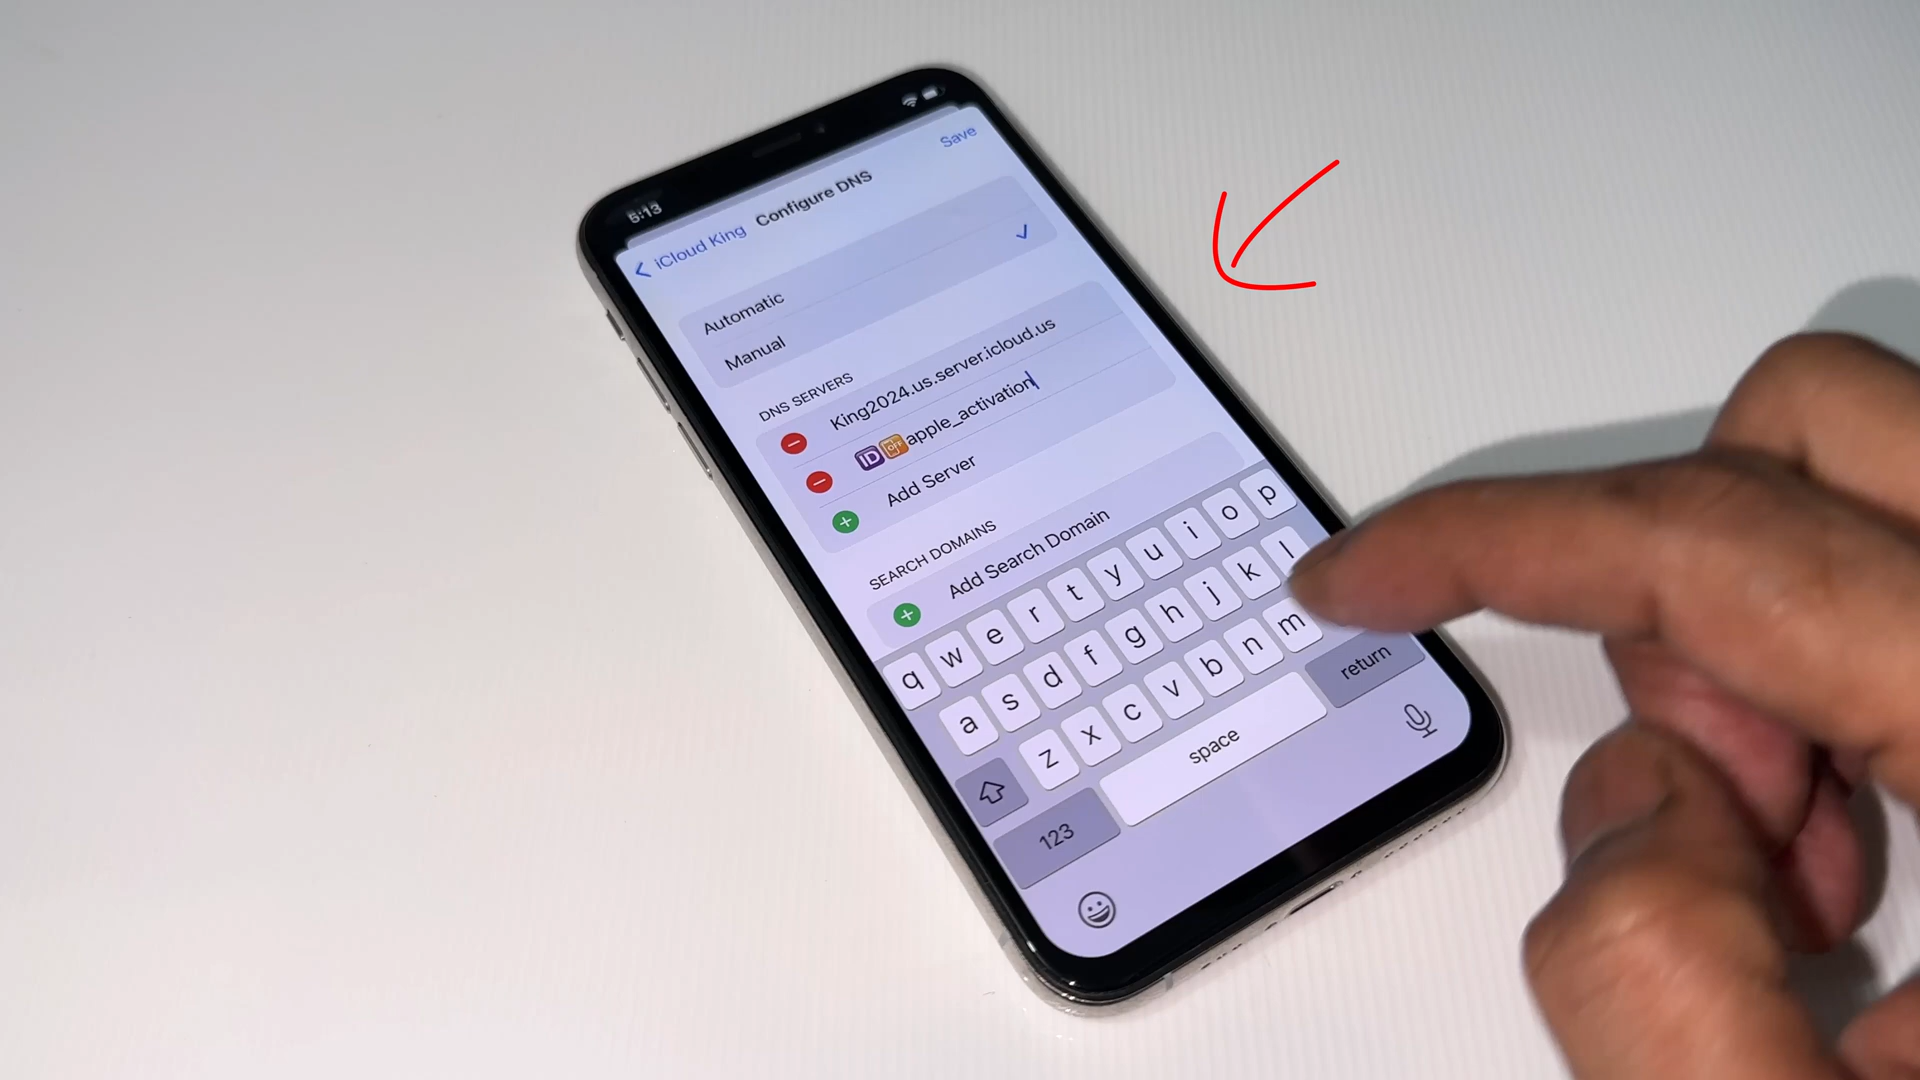 5:13
Save
iCloud King Configure DNS
Automatic
Manual
DNS SERVERS
King2024.us.server.icloud.us
🆔📴apple_activation
Add Server
SEARCH DOMAINS
Add Search Domain
q w e r t y u i o p
a s d f g h j k l
z x c v b n m
123 space return